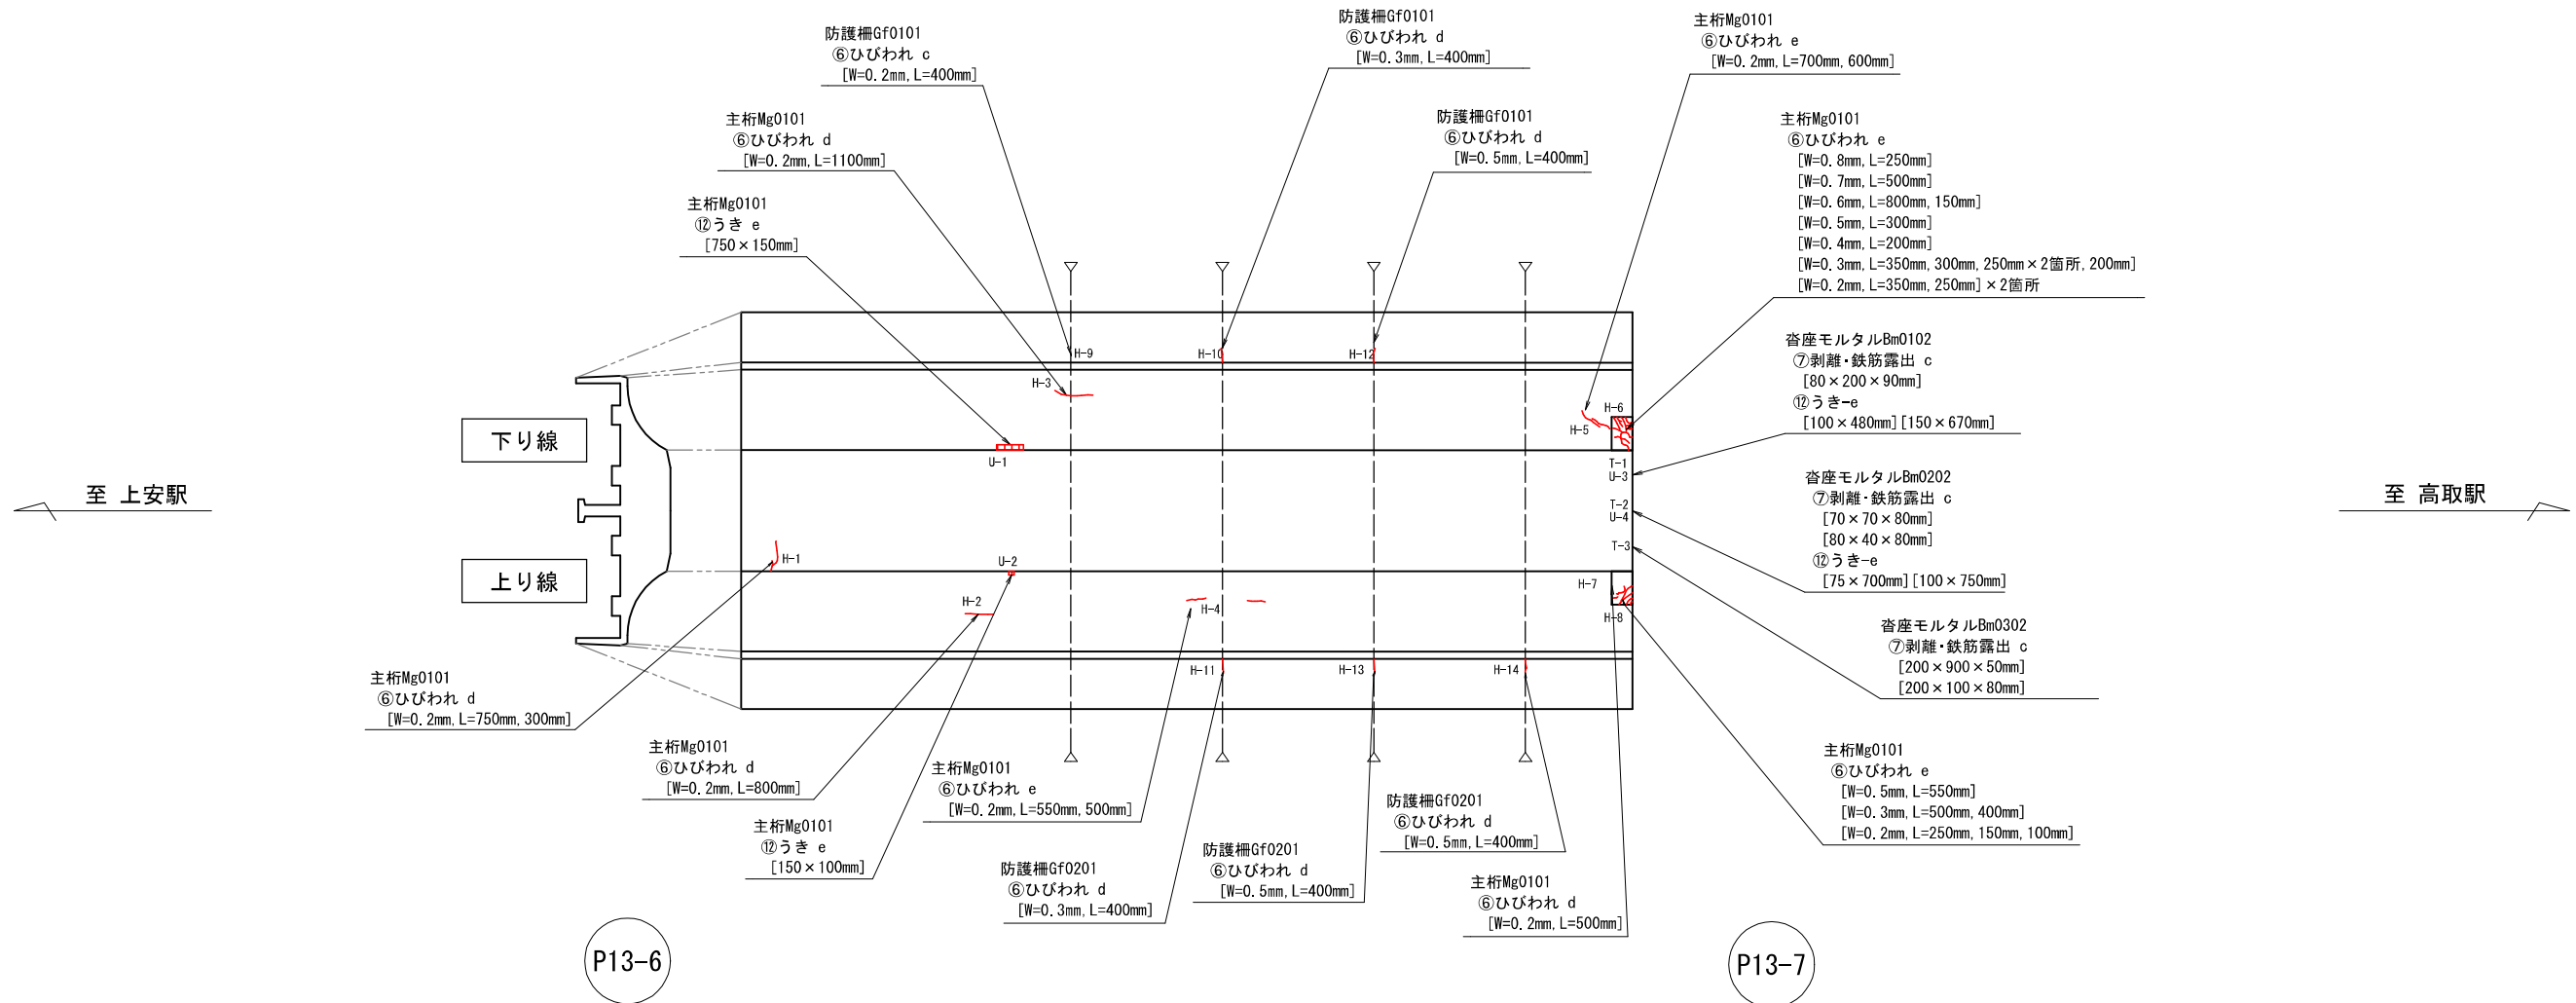 防護柵Gf0101
⑥ひびわれ c
[W=0.2mm, L=400mm]
防護柵Gf0101
⑥ひびわれ d
[W=0.3mm, L=400mm]
主桁Mg0101
⑥ひびわれ e
[W=0.2mm, L=700mm, 600mm]
主桁Mg0101
⑥ひびわれ d
[W=0.2mm, L=1100mm]
防護柵Gf0101
⑥ひびわれ d
[W=0.5mm, L=400mm]
主桁Mg0101
⑥ひびわれ e
[W=0.8mm, L=250mm]
[W=0.7mm, L=500mm]
[W=0.6mm, L=800mm, 150mm]
[W=0.5mm, L=300mm]
[W=0.4mm, L=200mm]
[W=0.3mm, L=350mm, 300mm, 250mm×2箇所, 200mm]
[W=0.2mm, L=350mm, 250mm]×2箇所
主桁Mg0101
⑫うき e
[750×150mm]
H-9
H-10
H-12
H-3
H-6
H-5
U-1
沓座モルタルBm0102
⑦剥離・鉄筋露出 c
[80×200×90mm]
⑫うき-e
[100×480mm][150×670mm]
下り線
T-1
U-3
至 上安駅
T-2
U-4
T-3
至 高取駅
沓座モルタルBm0202
⑦剥離・鉄筋露出 c
[70×70×80mm]
[80×40×80mm]
⑫うき-e
[75×700mm][100×750mm]
上り線
H-1
U-2
H-2
H-4
H-7
H-8
H-11
H-13
H-14
沓座モルタルBm0302
⑦剥離・鉄筋露出 c
[200×900×50mm]
[200×100×80mm]
主桁Mg0101
⑥ひびわれ d
[W=0.2mm, L=750mm, 300mm]
主桁Mg0101
⑥ひびわれ d
[W=0.2mm, L=800mm]
主桁Mg0101
⑥ひびわれ e
[W=0.2mm, L=550mm, 500mm]
主桁Mg0101
⑥ひびわれ e
[W=0.5mm, L=550mm]
[W=0.3mm, L=500mm, 400mm]
[W=0.2mm, L=250mm, 150mm, 100mm]
主桁Mg0101
⑫うき e
[150×100mm]
防護柵Gf0201
⑥ひびわれ d
[W=0.5mm, L=400mm]
防護柵Gf0201
⑥ひびわれ d
[W=0.3mm, L=400mm]
防護柵Gf0201
⑥ひびわれ d
[W=0.5mm, L=400mm]
主桁Mg0101
⑥ひびわれ d
[W=0.2mm, L=500mm]
P13-6
P13-7